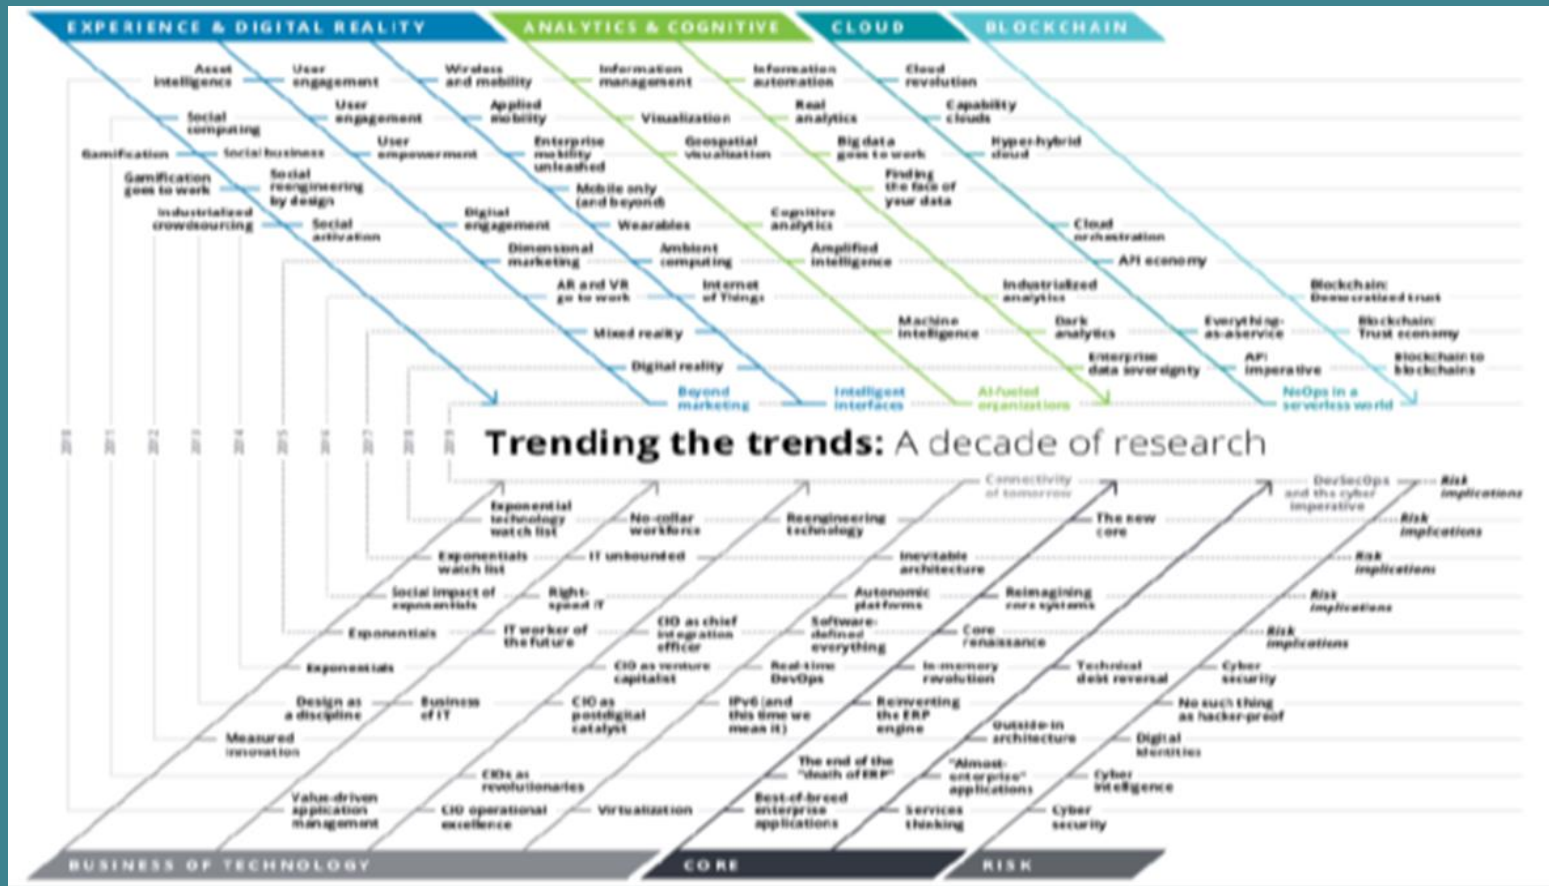 EXPERIENCE & DIGITAL REALITY
ANALYTICS & COGNITIVE
CLOUD
BLOCKCHAIN
Asset
intelligence
User
engagement
Wireless
and mobility
Information
management
Information
automation
Cloud
revolution
Social
computing
User
engagement
Applied
mobility
Visualization
Real
analytics
Capability
clouds
Gamification
Social business
User
empowerment
Enterprise
mobility
unleashed
Geospatial
visualization
Big data
goes to work
Hyper-hybrid
cloud
Gamification
goes to work
Social
reengineering
by design
Mobile only
(and beyond)
Finding
the face of
your data
Industrialized
crowdsourcing
Social
activation
Digital
engagement
Wearables
Cognitive
analytics
Cloud
orchestration
Dimensional
marketing
Ambient
computing
Amplified
intelligence
API economy
AR and VR
go to work
Internet
of Things
Industrialized
analytics
Blockchain:
Democratized trust
Mixed reality
Machine
intelligence
Dark
analytics
Everything-
as-a-service
Blockchain:
Trust economy
Digital reality
Enterprise
data sovereignty
API
imperative
Blockchain to
blockchains
Beyond
marketing
Intelligent
interfaces
AI-fueled
organizations
NoOps in a
serverless world
2010
2011
2012
2013
2014
2015
2016
2017
2018
2019
Trending the trends: A decade of research
Connectivity
of tomorrow
DevSecOps
and the cyber
imperative
Risk
implications
Exponential
technology
watch list
No-collar
workforce
Reengineering
technology
The new
core
Risk
implications
Exponentials
watch list
IT unbounded
Inevitable
architecture
Risk
implications
Social impact of
exponentials
Right-
speed IT
Autonomic
platforms
Reimagining
core systems
Risk
implications
Exponentials
IT worker of
the future
CIO as chief
integration
officer
Software-
defined
everything
Core
renaissance
Risk
implications
Exponentials
CIO as venture
capitalist
Real-time
DevOps
In-memory
revolution
Technical
debt reversal
Cyber
security
Design as
a discipline
Business
of IT
CIO as
postdigital
catalyst
IPv6 (and
this time we
mean it)
Reinventing
the ERP
engine
No such thing
as hacker-proof
Measured
innovation
Outside-in
architecture
Digital
identities
CIOs as
revolutionaries
The end of the
"death of ERP"
"Almost-
enterprise"
applications
Cyber
intelligence
Value-driven
application
management
CIO operational
excellence
Virtualization
Best-of-breed
enterprise
applications
Services
thinking
Cyber
security
BUSINESS OF TECHNOLOGY
CORE
RISK